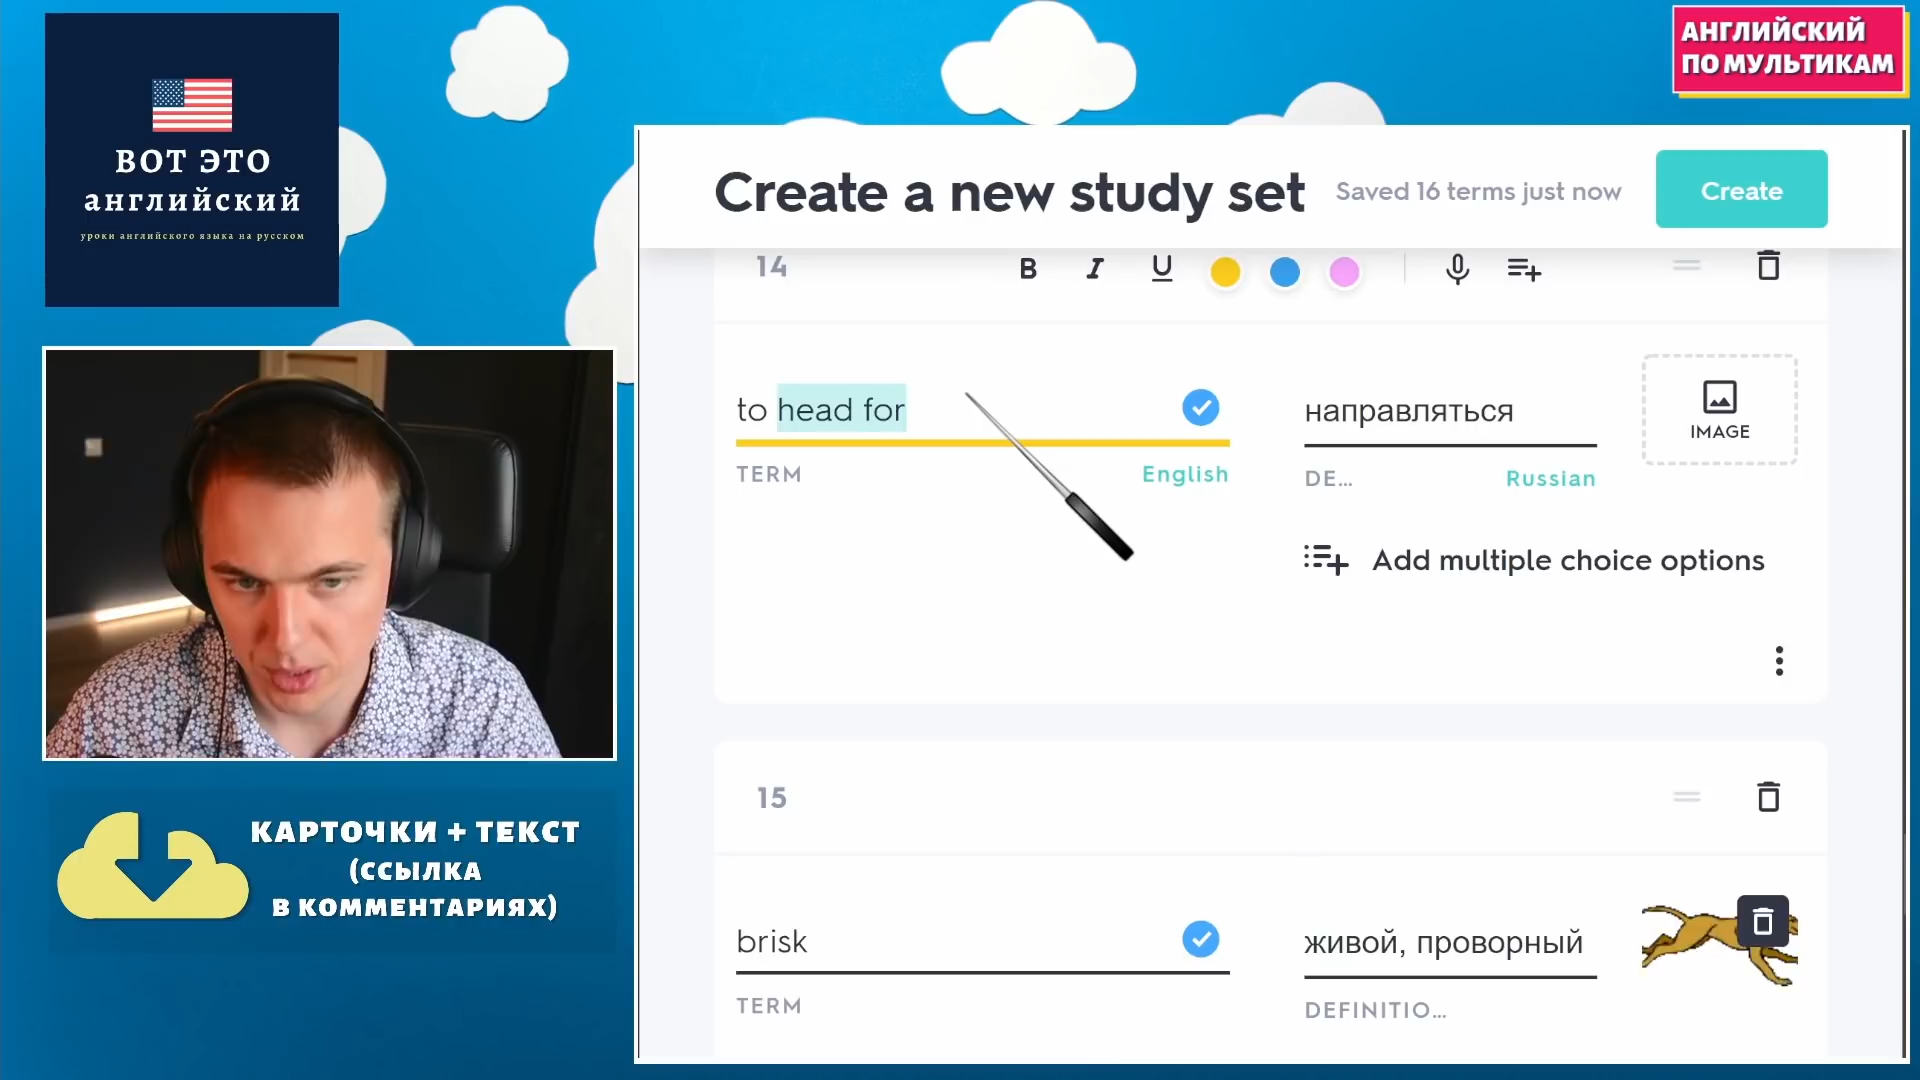 ВОТ ЭТО
английский
уроки английского языка на русском
АНГЛИЙСКИЙ
ПО МУЛЬТИКАМ
Create a new study set
Saved 16 terms just now
Create
14
B I U
to head for
направляться
IMAGE
TERM
English
DE...
Russian
Add multiple choice options
15
brisk
живой, проворный
TERM
DEFINITIO...
КАРТОЧКИ + ТЕКСТ
(ССЫЛКА
В КОММЕНТАРИЯХ)